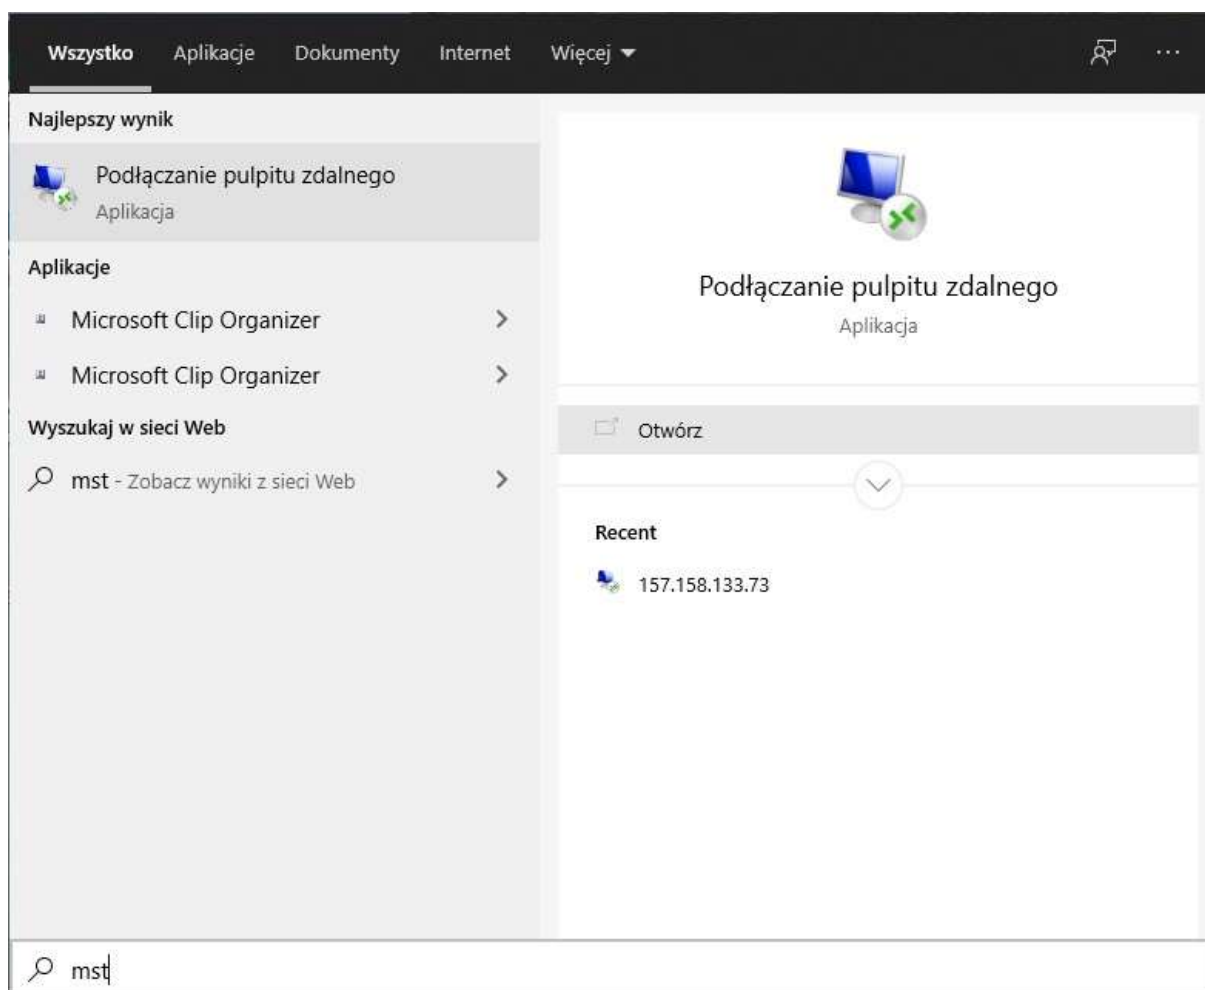 Wszystko Aplikacje Dokumenty Internet Więcej
Najlepszy wynik
Podłączanie pulpitu zdalnego
Aplikacja
Aplikacje
Microsoft Clip Organizer
Microsoft Clip Organizer
Wyszukaj w sieci Web
mst - Zobacz wyniki z sieci Web
Podłączanie pulpitu zdalnego
Aplikacja
Otwórz
Recent
157.158.133.73
mst